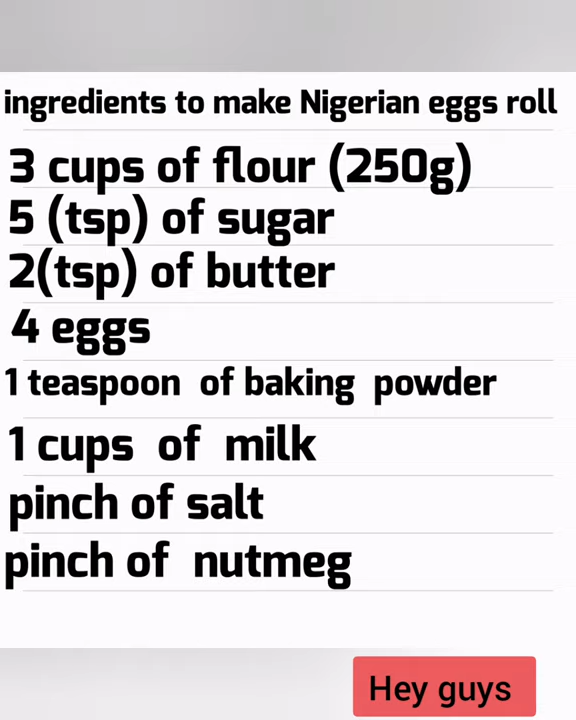 ingredients to make Nigerian eggs roll
3 cups of flour (250g)
5 (tsp) of sugar
2(tsp) of butter
4 eggs
1 teaspoon of baking powder
1 cups of milk
pinch of salt
pinch of nutmeg
Hey guys